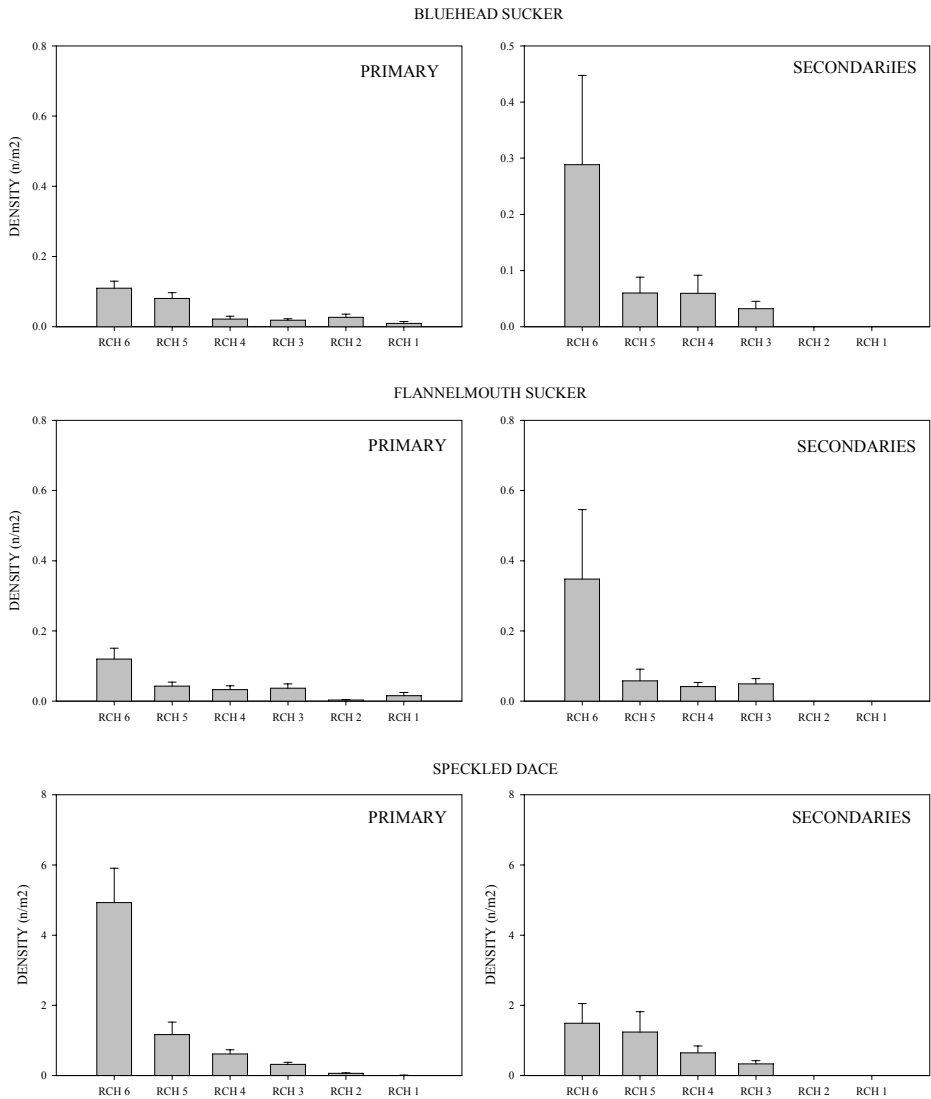 BLUEHEAD SUCKER
PRIMARY
DENSITY (n/m2)
0.8
0.6
0.4
0.2
0.0
RCH 6 RCH 5 RCH 4 RCH 3 RCH 2 RCH 1
SECONDARiIES
0.5
0.4
0.3
0.2
0.1
0.0
RCH 6 RCH 5 RCH 4 RCH 3 RCH 2 RCH 1
FLANNELMOUTH SUCKER
PRIMARY
DENSITY (n/m2)
0.8
0.6
0.4
0.2
0.0
RCH 6 RCH 5 RCH 4 RCH 3 RCH 2 RCH 1
SECONDARIES
0.8
0.6
0.4
0.2
0.0
RCH 6 RCH 5 RCH 4 RCH 3 RCH 2 RCH 1
SPECKLED DACE
PRIMARY
DENSITY (n/m2)
8
6
4
2
0
RCH 6 RCH 5 RCH 4 RCH 3 RCH 2 RCH 1
SECONDARIES
DENSITY (n/m2)
8
6
4
2
0
RCH 6 RCH 5 RCH 4 RCH 3 RCH 2 RCH 1